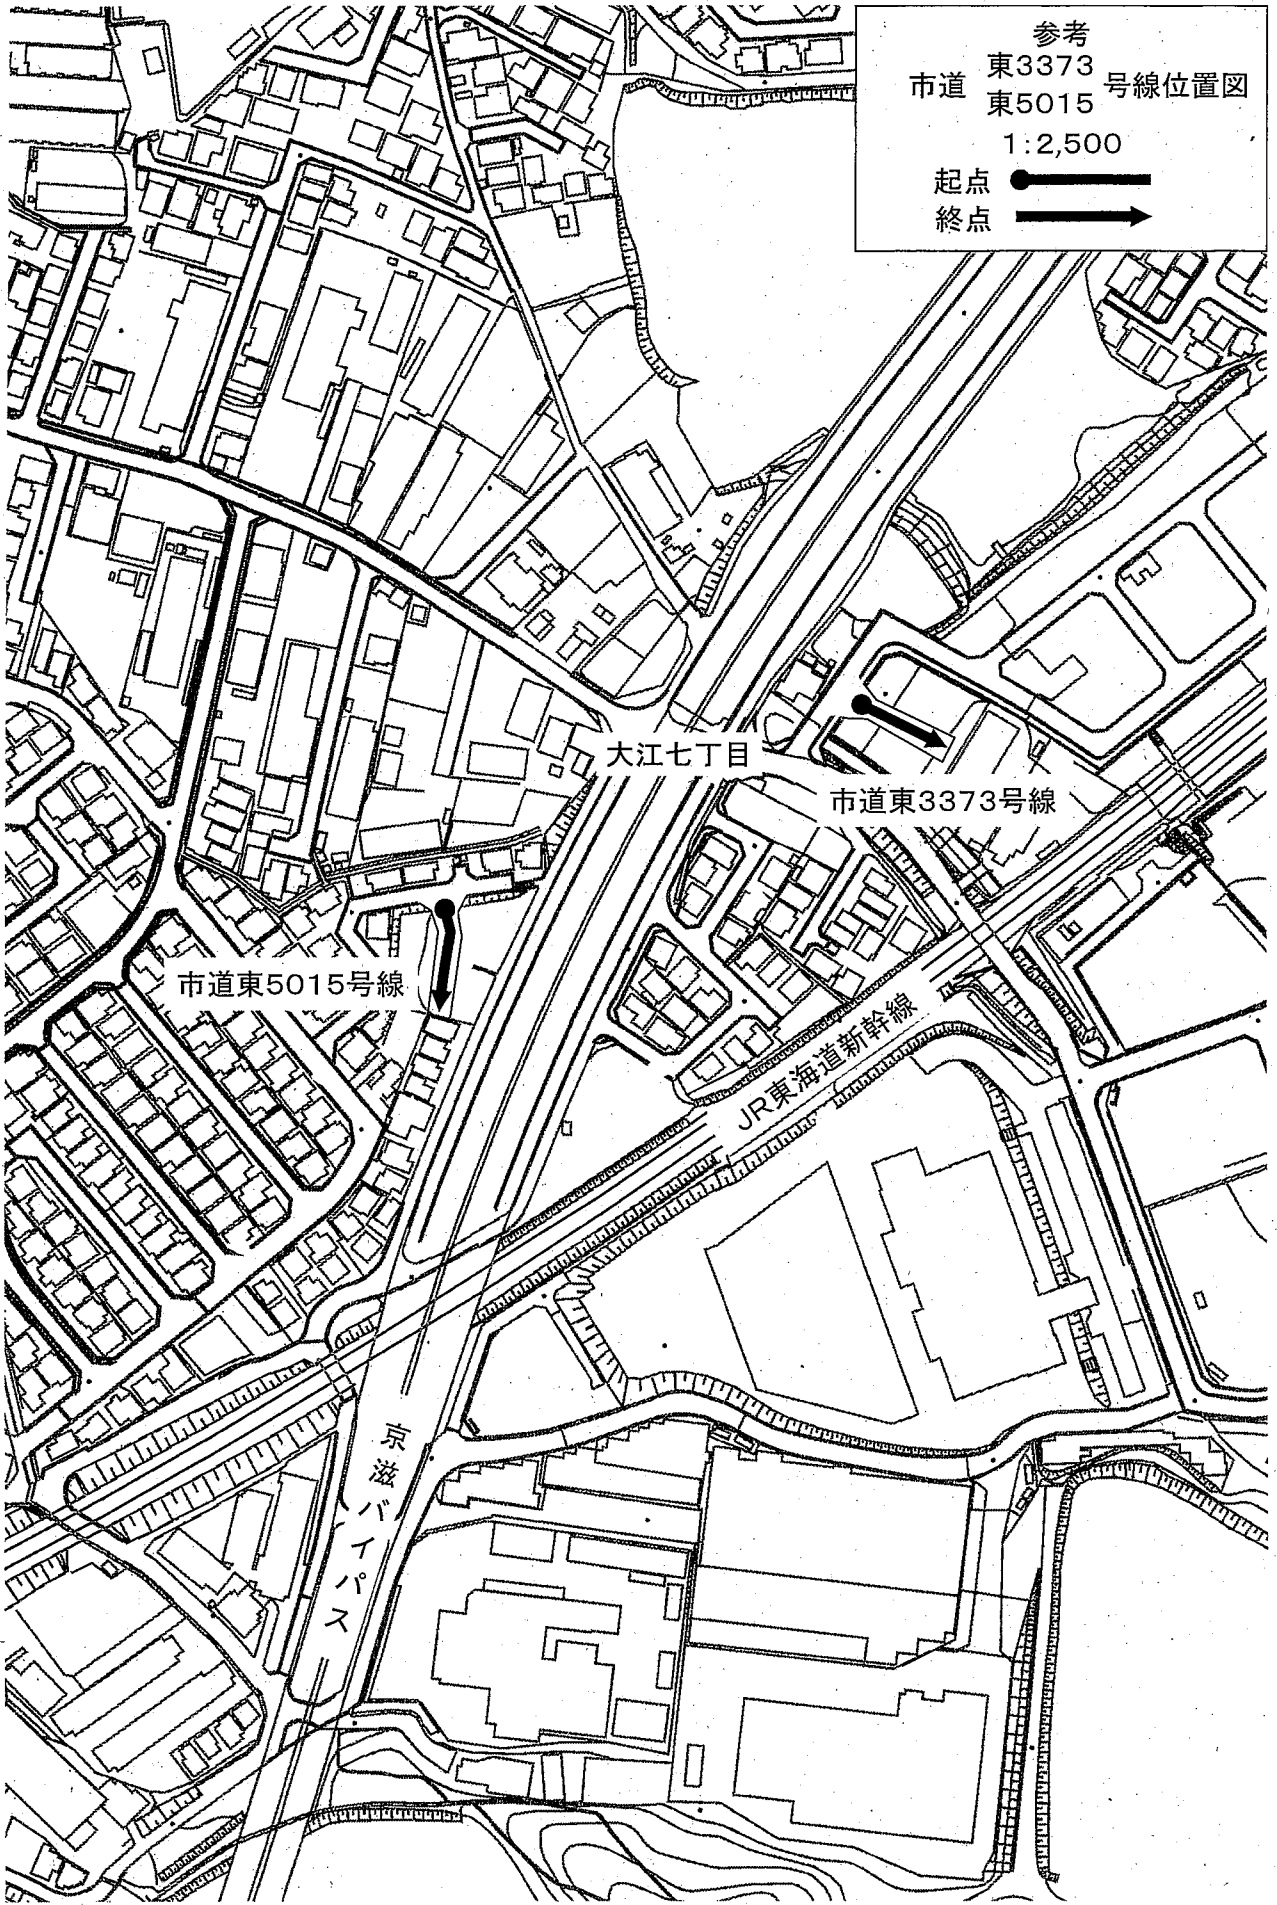 参考
市道 東3373 号線位置図
東5015
1:2,500
起点
終点
大江七丁目
市道東3373号線
市道東5015号線
JR東海道新幹線
京滋バイパス